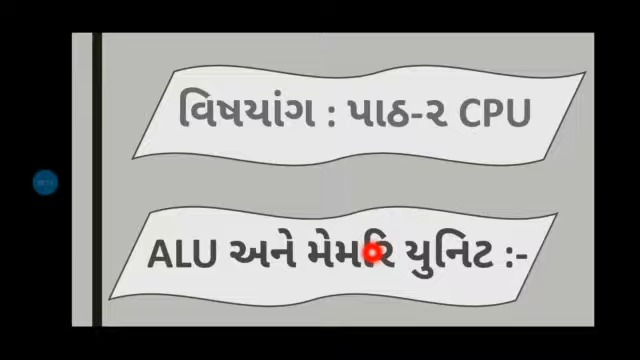 વિષયાંગ : પાઠ-૨ CPU
ALU અને મેમરિ યુનિટ :-